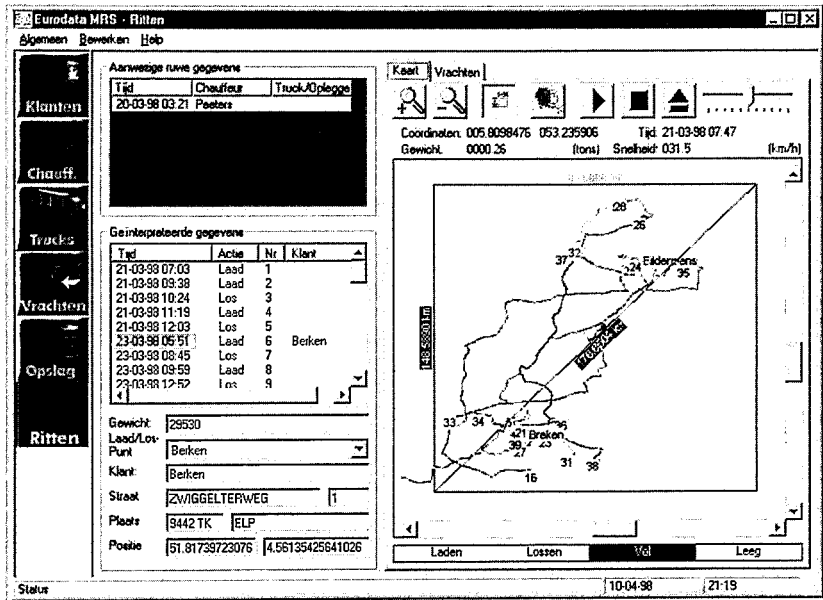 Eurodata MRS - Ritten
Algemeen Bewerken Help
Klanten
Chauff.
Trucks
Vrachten
Opslag
Ritten
Aanwezige ruwe gegevens
Tijd Chauffeur Truck/Oplegge
20-03-98 03:21 Peeters
Geïnterpreteerde gegevens
Tijd Actie Nr Klant
21-03-98 07:03 Laad 1
21-03-98 09:38 Laad 2
21-03-98 10:24 Los 3
21-03-98 11:19 Laad 4
21-03-98 12:03 Los 5
23-03-98 05:51 Laad 6 Berken
23-03-98 08:45 Los 7
23-03-98 09:59 Laad 8
23-03-98 12:52 Los 9
Gewicht: 29530
Laad/Los-
Punt Berken
Klant: Berken
Straat ZWIGGELTERWEG 1
Plaats 9442 TK ELP
Positie 51.81739723076 4.56135425641026
Kaart Vrachten
Coordinaten: 005.8098476 053.235906 Tijd: 21-03-98 07.47
Gewicht: 0000.26 (tons) Snelheid: 031.5 (km/h)
28
26
32
37
24
Eildermens
35
33
34
21
Breken
39
27
31
38
16
Laden Lossen Vol Leeg
Status 10-04-98 21:19